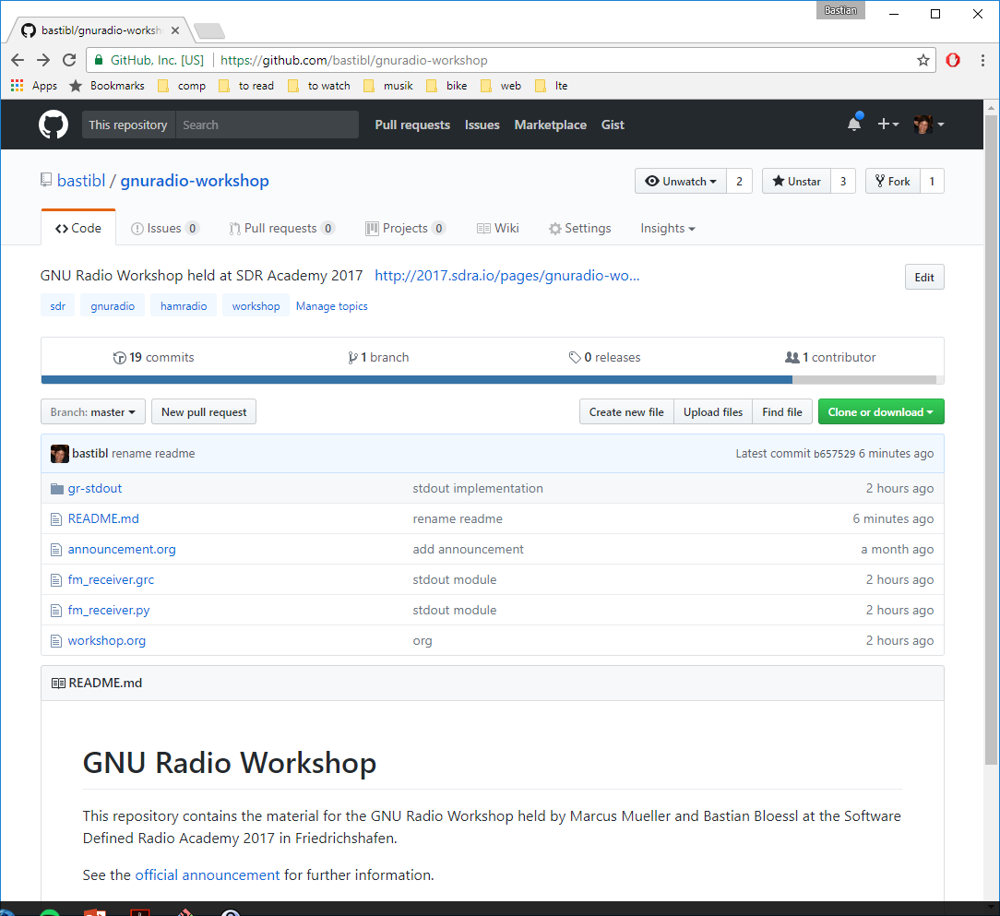 Bastian
bastibl/gnuradio-worksh
GitHub, Inc. [US] https://github.com/bastibl/gnuradio-workshop
Apps Bookmarks comp to read to watch musik bike web lte
This repository Search Pull requests Issues Marketplace Gist
bastibl / gnuradio-workshop Unwatch 2 Unstar 3 Fork 1
Code Issues 0 Pull requests 0 Projects 0 Wiki Settings Insights
GNU Radio Workshop held at SDR Academy 2017 http://2017.sdra.io/pages/gnuradio-wo... Edit
sdr gnuradio hamradio workshop Manage topics
19 commits 1 branch 0 releases 1 contributor
Branch: master New pull request Create new file Upload files Find file Clone or download
bastibl rename readme Latest commit b657529 6 minutes ago
gr-stdout stdout implementation 2 hours ago
README.md rename readme 6 minutes ago
announcement.org add announcement a month ago
fm_receiver.grc stdout module 2 hours ago
fm_receiver.py stdout module 2 hours ago
workshop.org org 2 hours ago
README.md
GNU Radio Workshop
This repository contains the material for the GNU Radio Workshop held by Marcus Mueller and Bastian Bloessl at the Software
Defined Radio Academy 2017 in Friedrichshafen.
See the official announcement for further information.